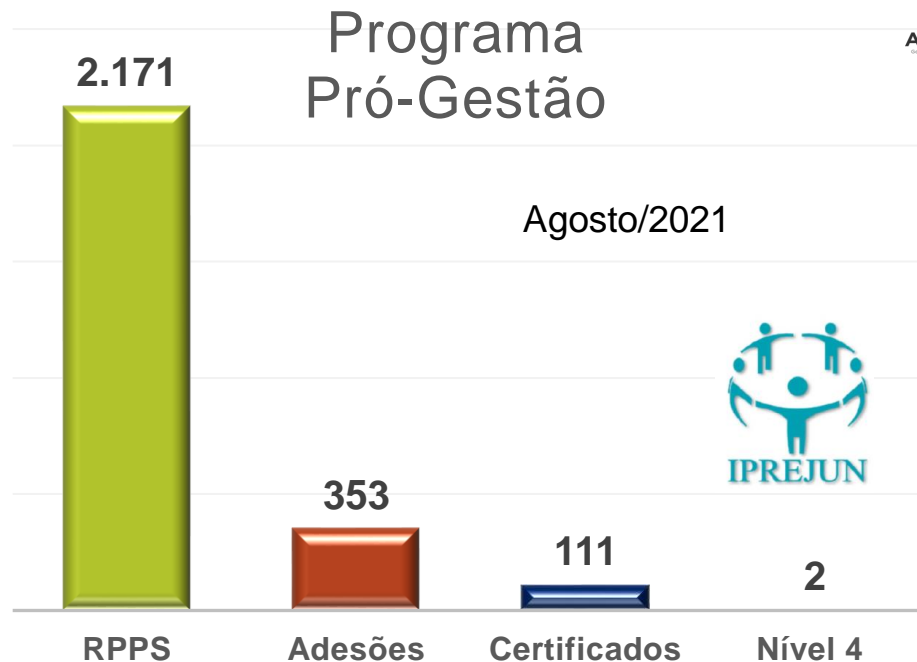 Programa
Pró-Gestão
2.171
Agosto/2021
IPREJUN
353
111
2
RPPS Adesões Certificados Nível 4